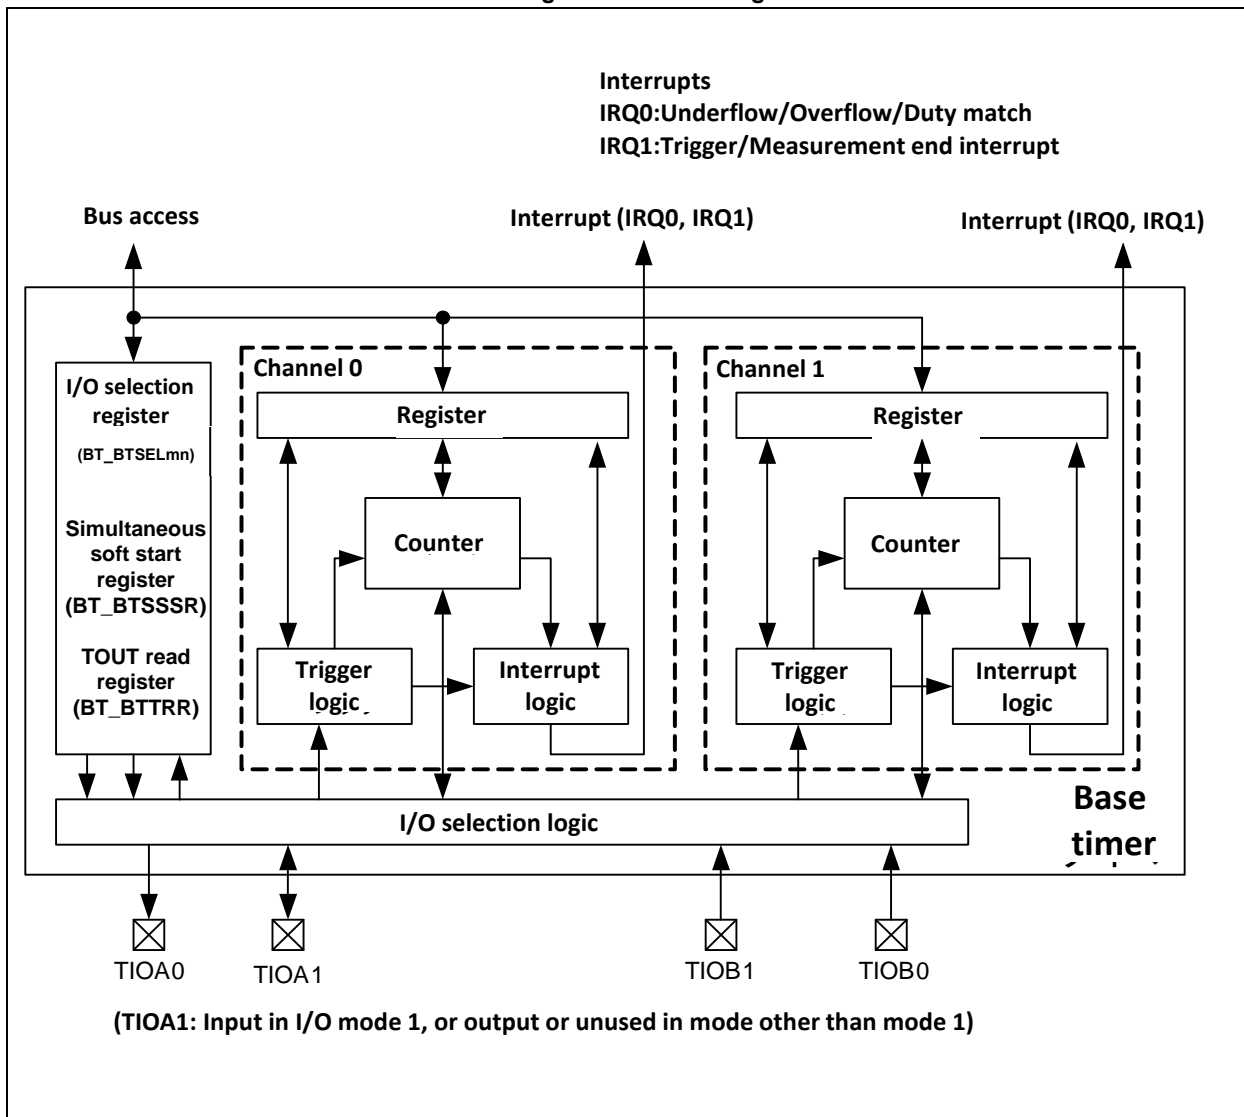 Interrupts
IRQ0:Underflow/Overflow/Duty match
IRQ1:Trigger/Measurement end interrupt
Bus access
Interrupt (IRQ0, IRQ1)
Interrupt (IRQ0, IRQ1)
I/O selection
register
(BT_BTSELmn)
Simultaneous
soft start
register
(BT_BTSSSR)
TOUT read
register
(BT_BTTRR)
Channel 0
Register
Counter
Trigger
logic
Interrupt
logic
Channel 1
Register
Counter
Trigger
logic
Interrupt
logic
I/O selection logic
Base
timer
TIOA0
TIOA1
TIOB1
TIOB0
(TIOA1: Input in I/O mode 1, or output or unused in mode other than mode 1)